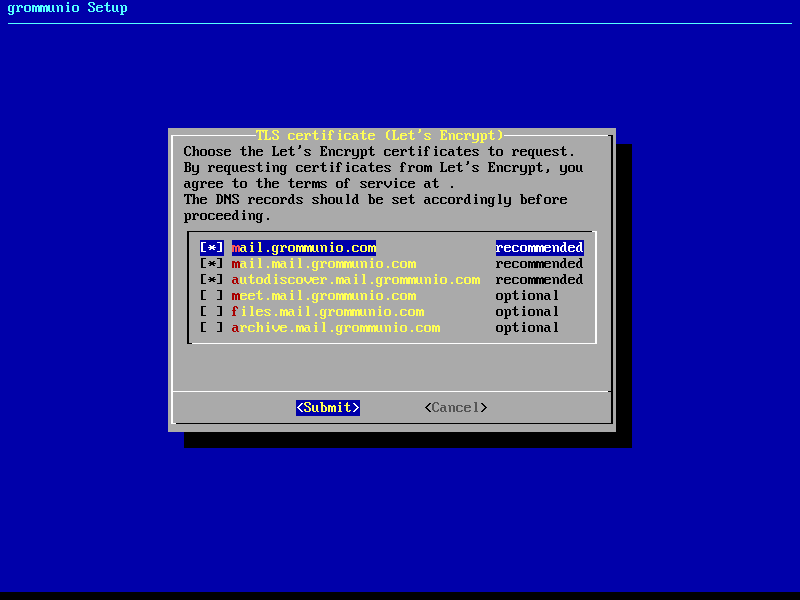 grommunio Setup
TLS certificate (Let's Encrypt)
Choose the Let's Encrypt certificates to request.
By requesting certificates from Let's Encrypt, you
agree to the terms of service at .
The DNS records should be set accordingly before
proceeding.
[*] mail.grommunio.com recommended
[*] mail.mail.grommunio.com recommended
[*] autodiscover.mail.grommunio.com recommended
[ ] meet.mail.grommunio.com optional
[ ] files.mail.grommunio.com optional
[ ] archive.mail.grommunio.com optional
<Submit> <Cancel>